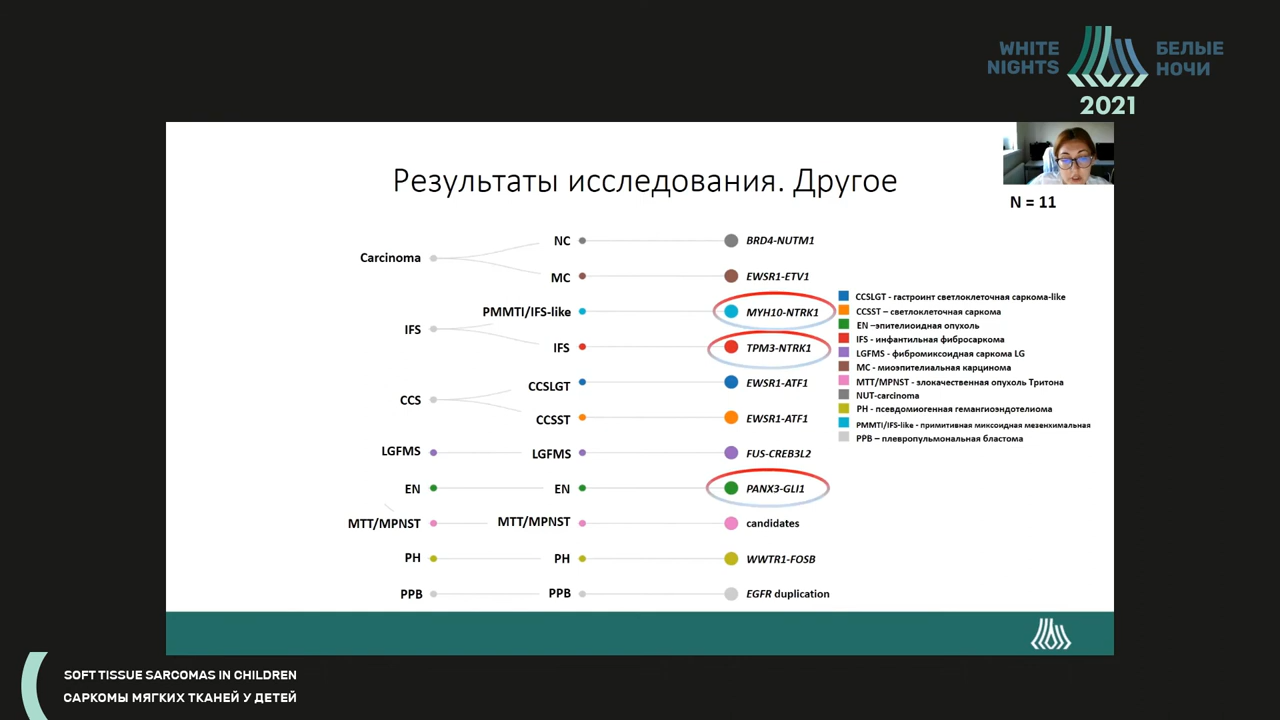 WHITE NIGHTS
БЕЛЫЕ НОЧИ
2021
Результаты исследования. Другое
N = 11
Carcinoma
NC
BRD4-NUTM1
MC
EWSR1-ETV1
IFS
PMMTI/IFS-like
MYH10-NTRK1
IFS
TPM3-NTRK1
CCS
CCSLGT
EWSR1-ATF1
CCSST
EWSR1-ATF1
LGFMS
LGFMS
FUS-CREB3L2
EN
EN
PANX3-GLI1
MTT/MPNST
MTT/MPNST
candidates
PH
PH
WWTR1-FOSB
PPB
PPB
EGFR duplication
CCSLGT - гастроинт светлоклеточная саркома-like
CCSST – светлоклеточная саркома
EN –эпителиоидная опухоль
IFS - инфантильная фибросаркома
LGFMS - фибромиксоидная саркома LG
MC - миоэпителиальная карцинома
MTT/MPNST - злокачественная опухоль Тритона
NUT-carcinoma
PH - псевдомиогенная гемангиоэндотелиома
PMMTI/IFS-like - примитивная миксоидная мезенхимальная
PPB – плевропульмональная бластома
SOFT TISSUE SARCOMAS IN CHILDREN
САРКОМЫ МЯГКИХ ТКАНЕЙ У ДЕТЕЙ